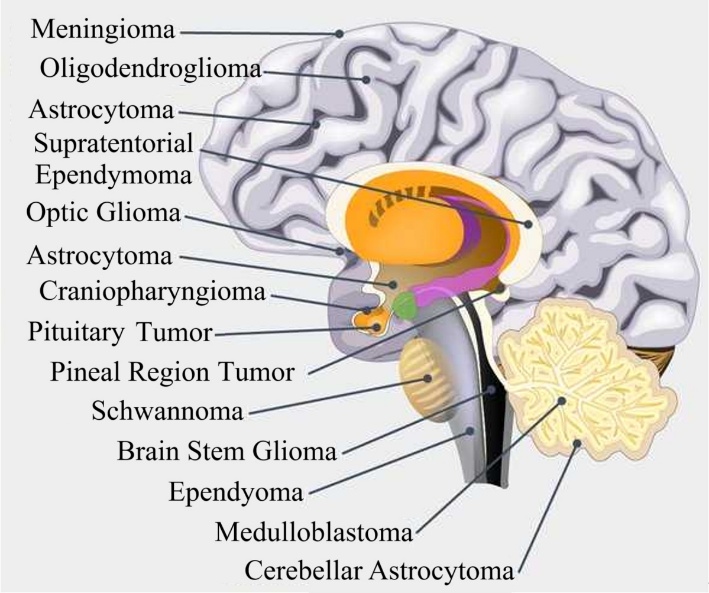 Meningioma
Oligodendroglioma
Astrocytoma
Supratentorial
Ependymoma
Optic Glioma
Astrocytoma
Craniopharyngioma
Pituitary Tumor
Pineal Region Tumor
Schwannoma
Brain Stem Glioma
Ependyoma
Medulloblastoma
Cerebellar Astrocytoma